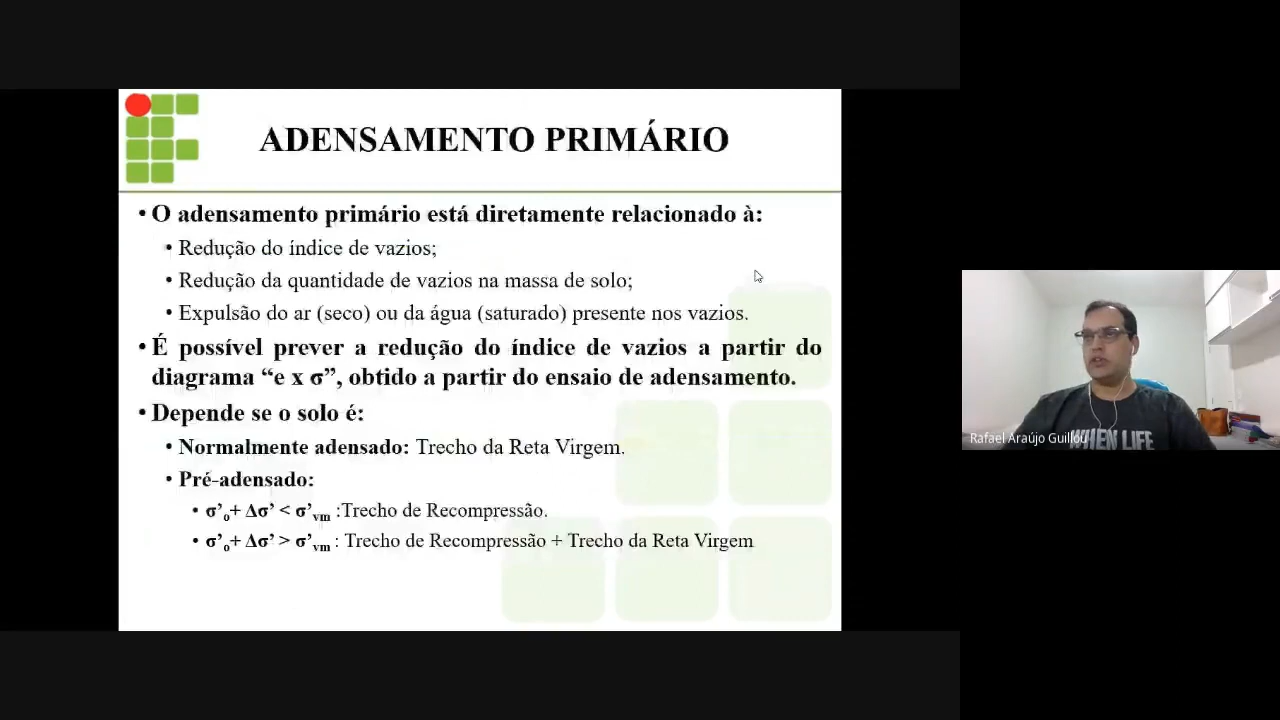 ADENSAMENTO PRIMÁRIO
• O adensamento primário está diretamente relacionado à:
• Redução do índice de vazios;
• Redução da quantidade de vazios na massa de solo;
• Expulsão do ar (seco) ou da água (saturado) presente nos vazios.
• É possível prever a redução do índice de vazios a partir do
diagrama “e x σ”, obtido a partir do ensaio de adensamento.
• Depende se o solo é:
• Normalmente adensado: Trecho da Reta Virgem.
• Pré-adensado:
• σ’o+ Δσ’ < σ’vm :Trecho de Recompressão.
• σ’o+ Δσ’ > σ’vm : Trecho de Recompressão + Trecho da Reta Virgem
Rafael Araújo Guillou
WHEN LIFE